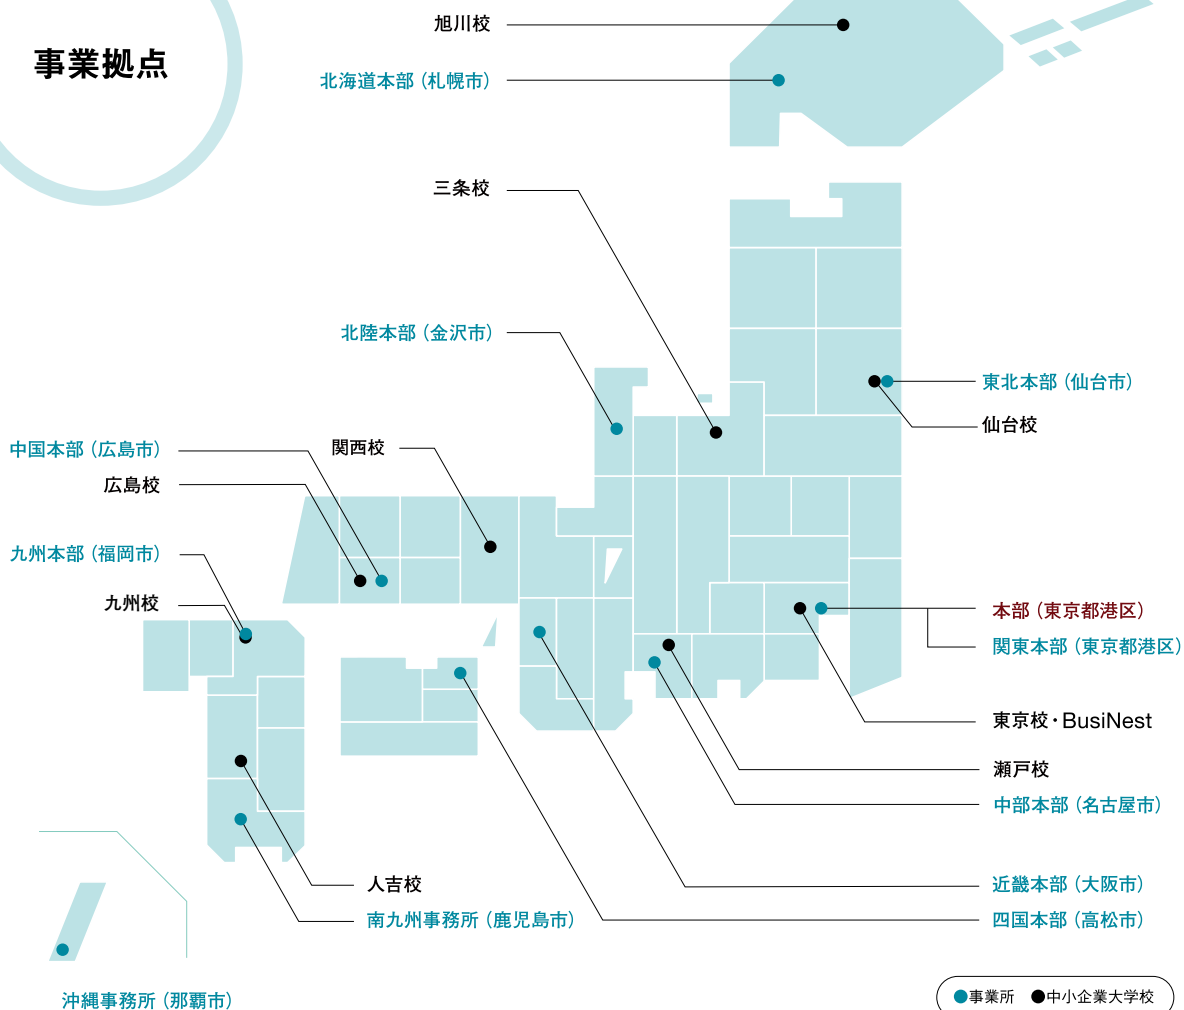 事業拠点
旭川校
北海道本部（札幌市）
三条校
北陸本部（金沢市）
東北本部（仙台市）
仙台校
中国本部（広島市）
関西校
広島校
九州本部（福岡市）
九州校
本部（東京都港区）
関東本部（東京都港区）
東京校・BusiNest
瀬戸校
中部本部（名古屋市）
人吉校
近畿本部（大阪市）
南九州事務所（鹿児島市）
四国本部（高松市）
沖縄事務所（那覇市）
●事業所 ●中小企業大学校